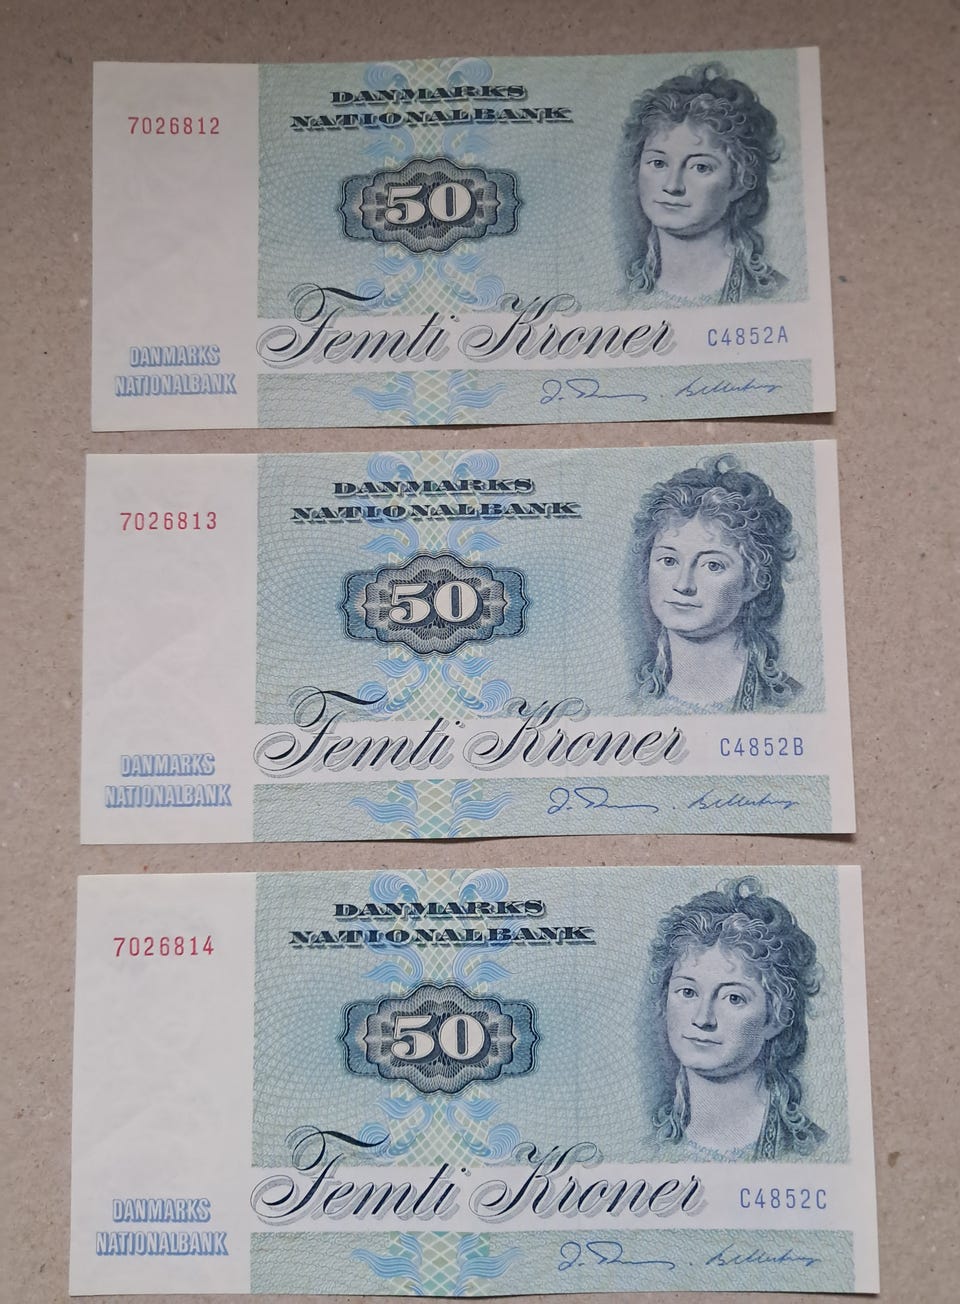 7026812
DANMARKS
NATIONALBANK
50
Femti Kroner
C4852A
DANMARKS
NATIONALBANK
7026813
DANMARKS
NATIONALBANK
50
Femti Kroner
C4852B
DANMARKS
NATIONALBANK
7026814
DANMARKS
NATIONALBANK
50
Femti Kroner
C4852C
DANMARKS
NATIONALBANK